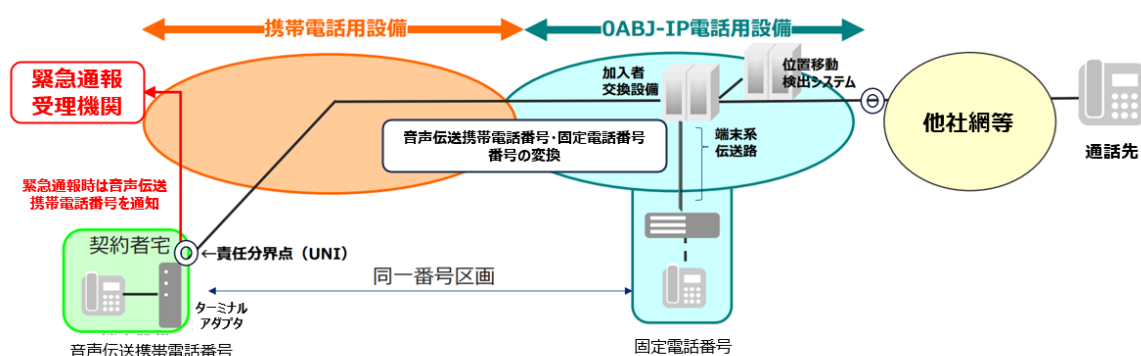 携帯電話用設備
0ABJ-IP電話用設備
緊急通報
受理機関
加入者
交換設備
位置移動
検出システム
他社網等
通話先
音声伝送携帯電話番号・固定電話番号
番号の変換
端末系
伝送路
緊急通報時は音声伝送
携帯電話番号を通知
契約者宅
←責任分界点（UNI）
同一番号区画
ターミナル
アダプタ
音声伝送携帯電話番号
固定電話番号